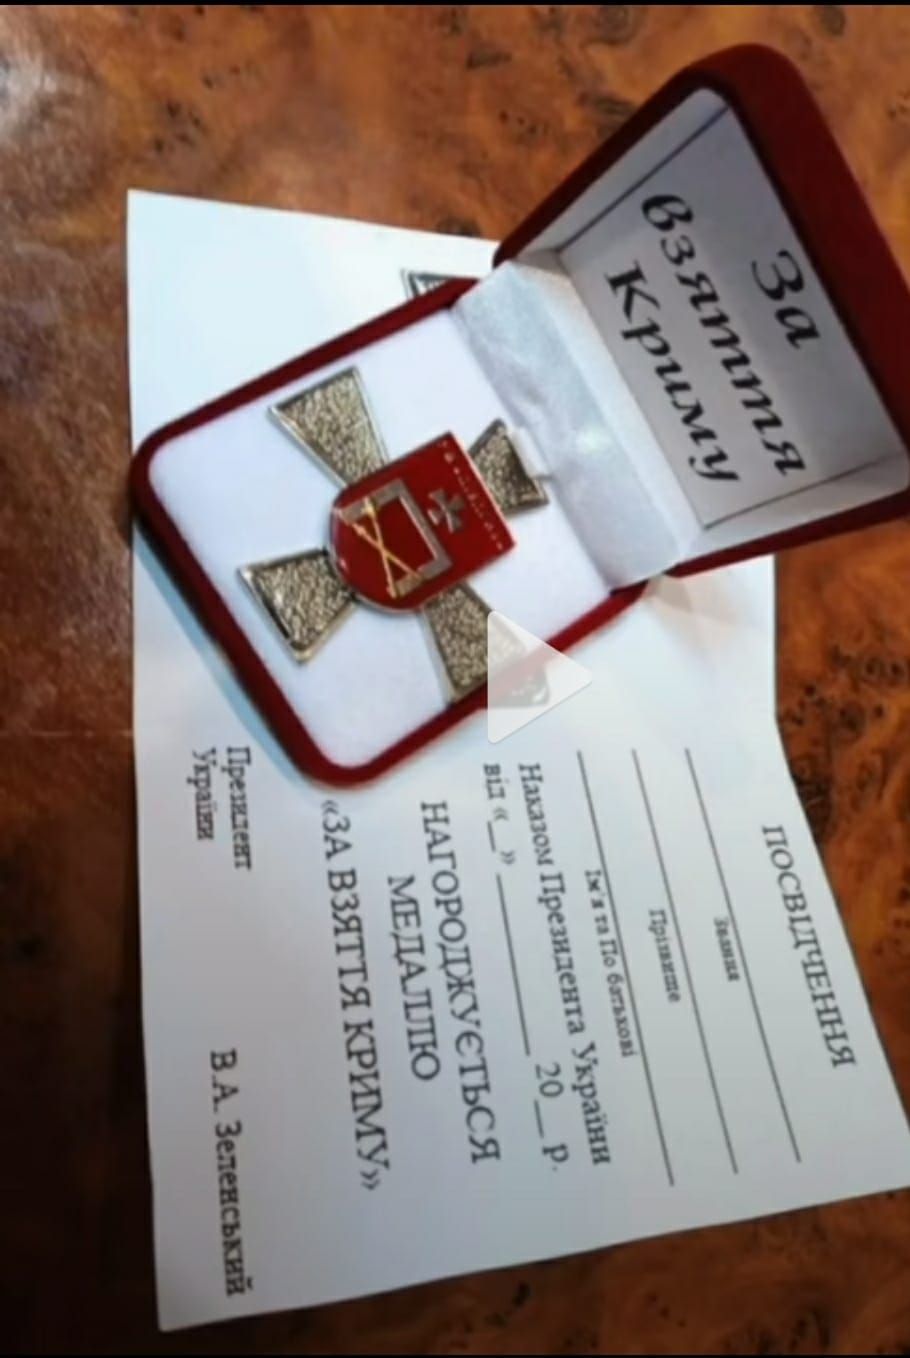 За
взяття
Криму
ПОСВІДЧЕННЯ
Звання
Прізвище
Ім'я та По батькові
Наказом Президента України
від «__» __________ 20__ р.
НАГОРОДЖУЄТЬСЯ
МЕДАЛЛЮ
«ЗА ВЗЯТТЯ КРИМУ»
Президент
України
В.А. Зеленський